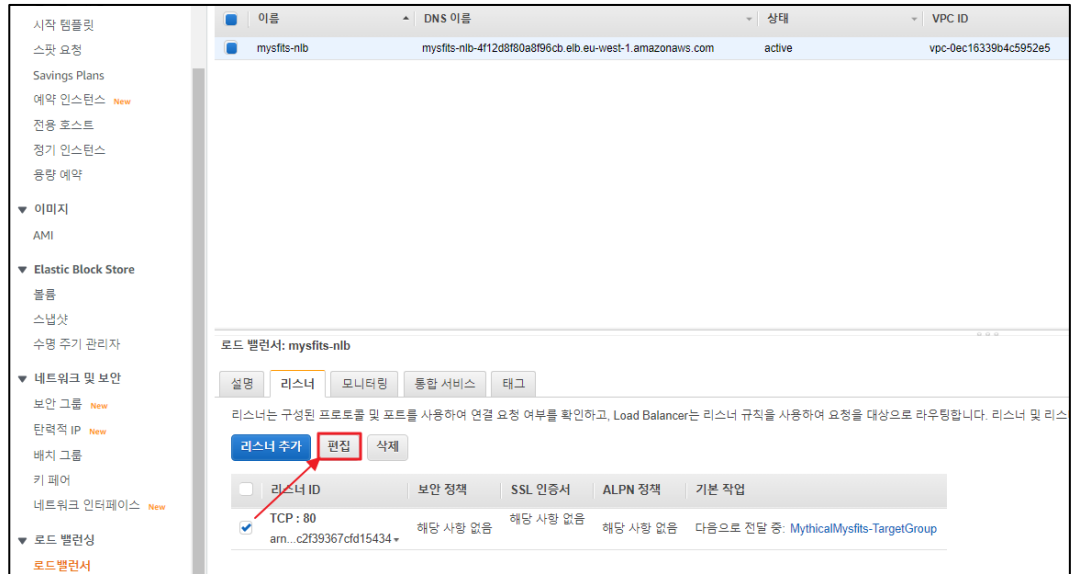 시작 템플릿
스팟 요청
Savings Plans
예약 인스턴스 New
전용 호스트
정기 인스턴스
용량 예약
이미지
AMI
Elastic Block Store
볼륨
스냅샷
수명 주기 관리자
네트워크 및 보안
보안 그룹 New
탄력적 IP New
배치 그룹
키 페어
네트워크 인터페이스 New
로드 밸런싱
로드밸런서
이름 DNS 이름 상태 VPC ID
mysfits-nlb mysfits-nlb-4f12d8f80a8f96cb.elb.eu-west-1.amazonaws.com active vpc-0ec16339b4c5952e5
로드 밸런서: mysfits-nlb
설명 리스너 모니터링 통합 서비스 태그
리스너는 구성된 프로토콜 및 포트를 사용하여 연결 요청 여부를 확인하고, Load Balancer는 리스너 규칙을 사용하여 요청을 대상으로 라우팅합니다. 리스너 및 리스
리스너 추가 편집 삭제
리스너 ID 보안 정책 SSL 인증서 ALPN 정책 기본 작업
TCP : 80 해당 사항 없음 해당 사항 없음 해당 사항 없음 다음으로 전달 중: MythicalMysfits-TargetGroup
arn...c2f39367cfd15434